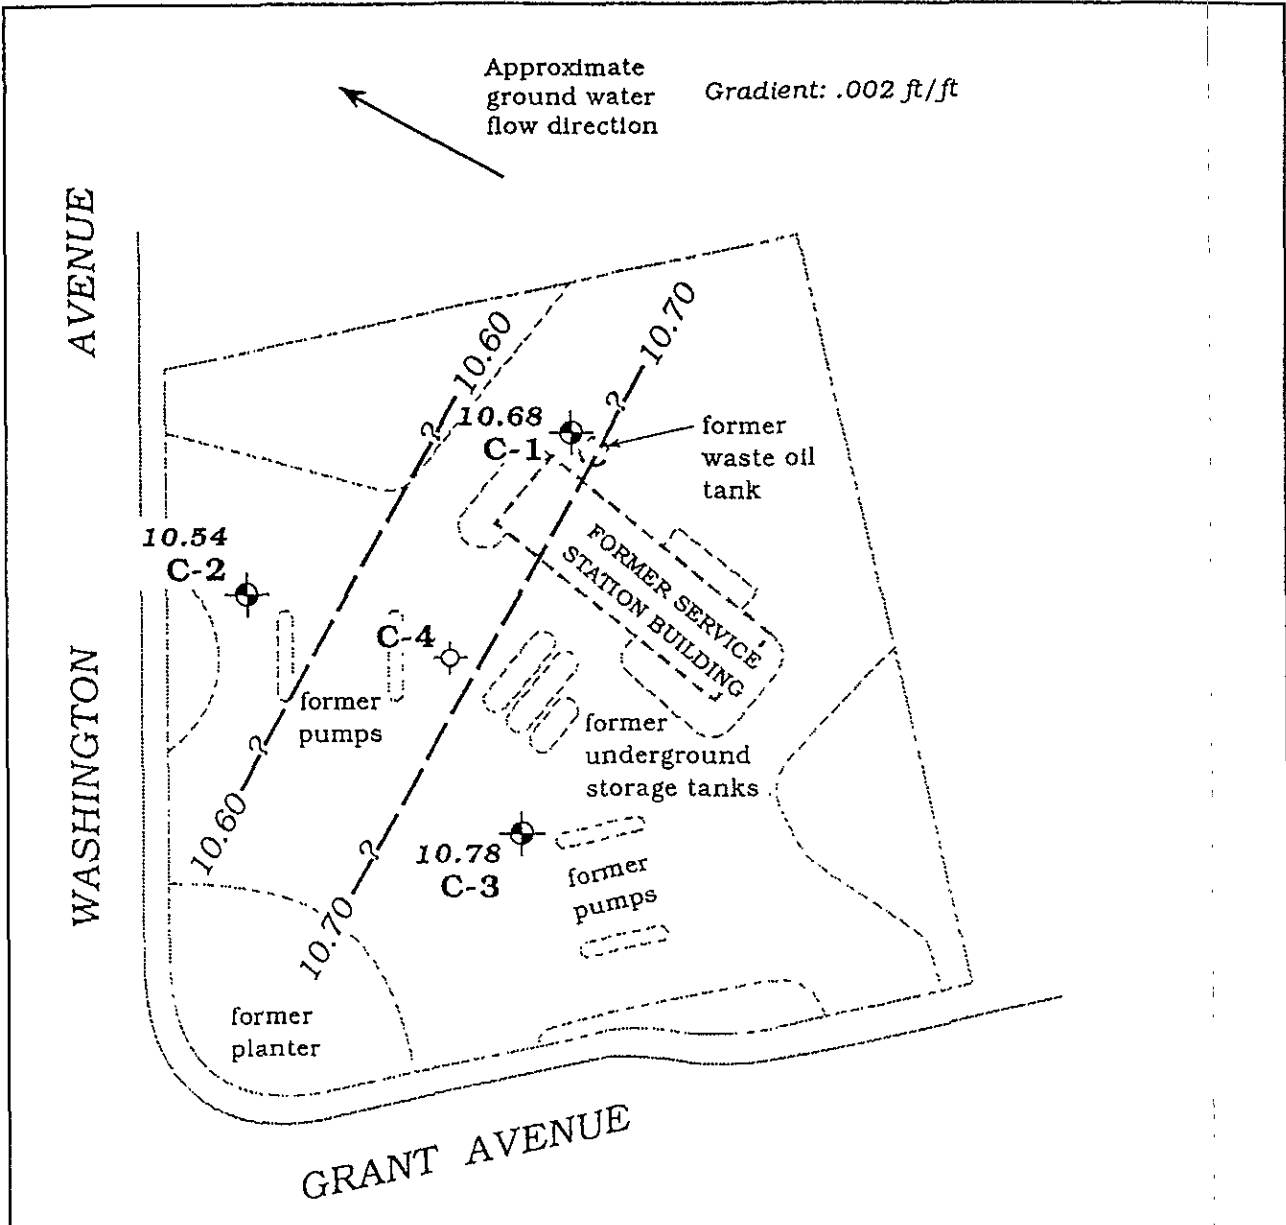 Approximate
ground water
flow direction
Gradient: .002 ft/ft
WASHINGTON AVENUE
10.60
10.70
?
?
10.68
C-1
former
waste oil
tank
10.54
C-2
FORMER SERVICE
STATION BUILDING
C-4
former
pumps
former
underground
storage tanks
?
10.60
?
10.78
C-3
former
pumps
10.70
former
planter
GRANT AVENUE